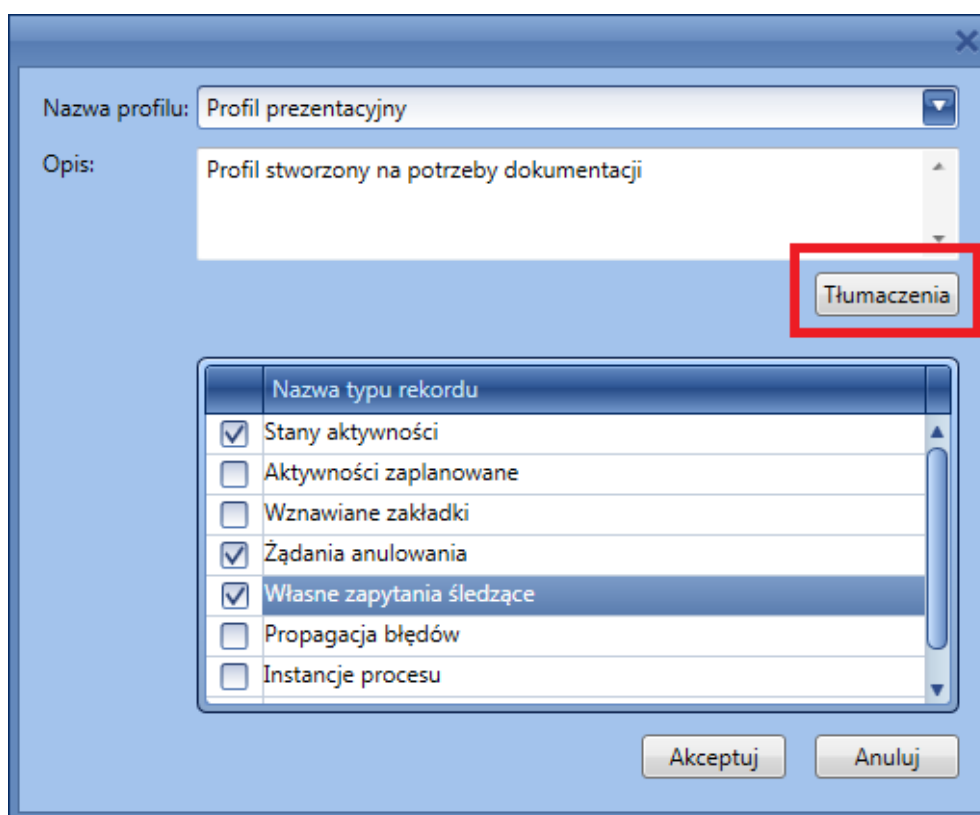 Nazwa profilu: Profil prezentacyjny
Opis: Profil stworzony na potrzeby dokumentacji
Tłumaczenia
Nazwa typu rekordu
Stany aktywności
Aktywności zaplanowane
Wznawiane zakładki
Żądania anulowania
Własne zapytania śledzące
Propagacja błędów
Instancje procesu
Akceptuj Anuluj